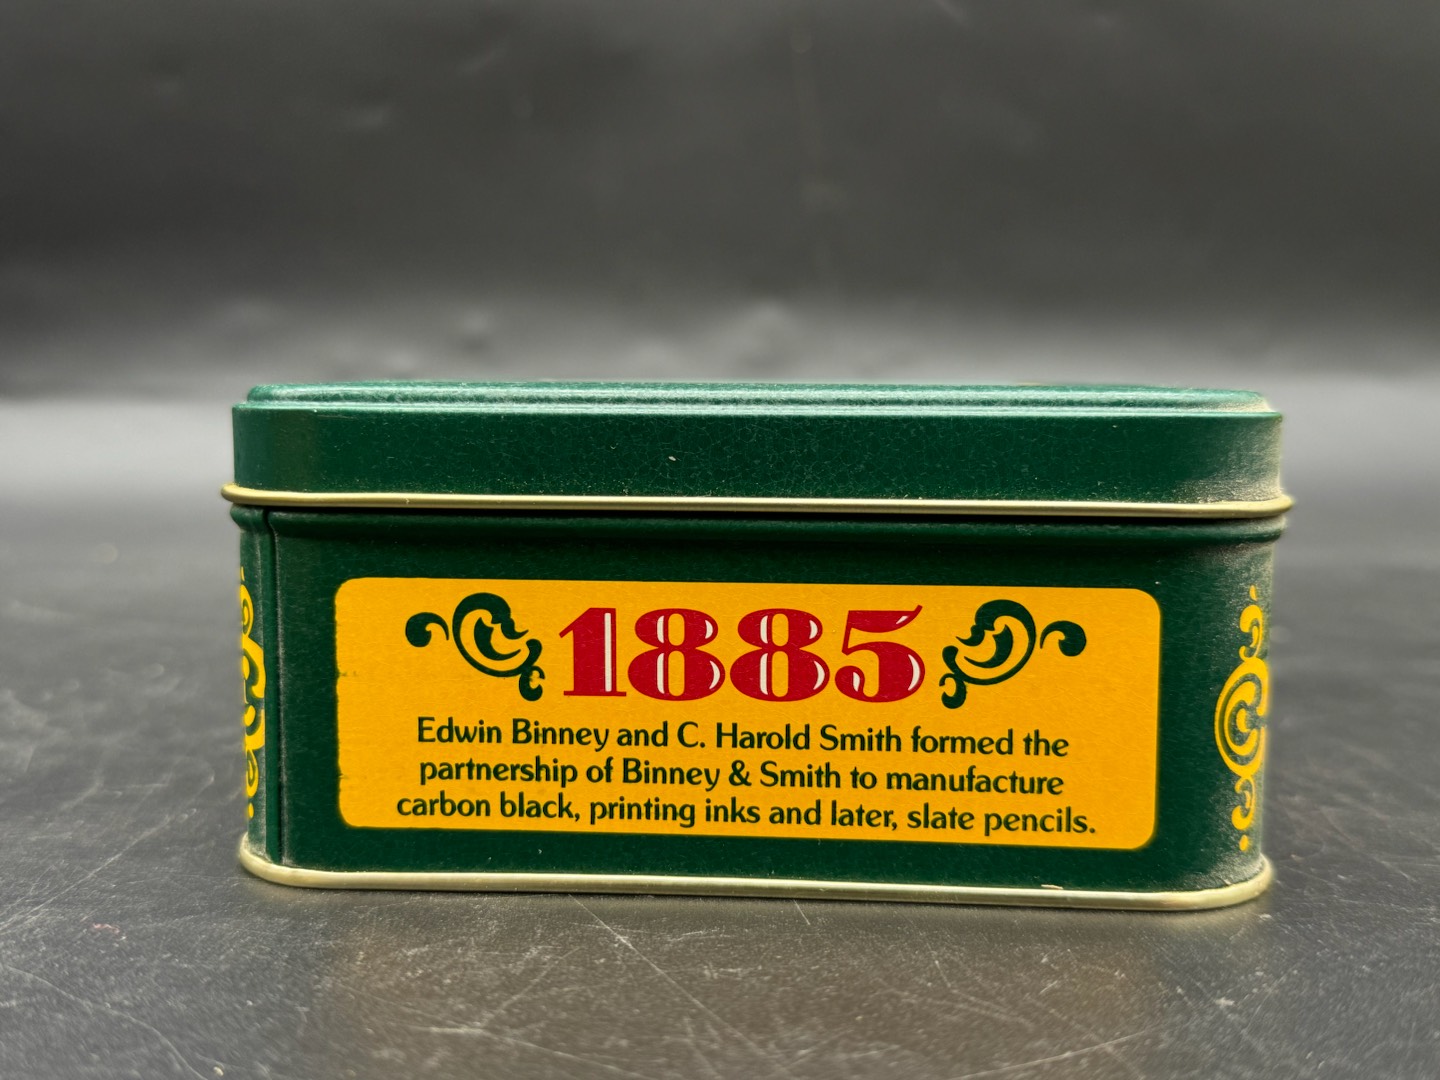 1885
Edwin Binney and C. Harold Smith formed the
partnership of Binney & Smith to manufacture
carbon black, printing inks and later, slate pencils.